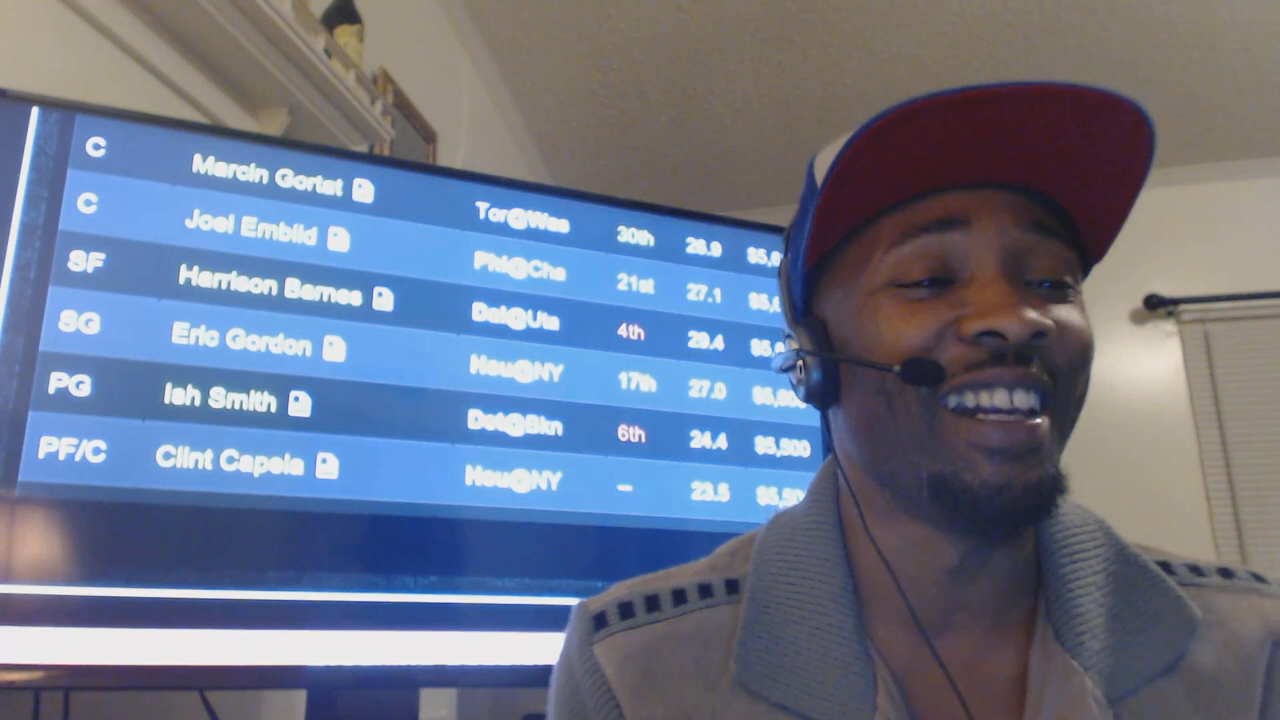 C Marcin Gortat Tor@Was 30th 28.9
C Joel Embiid Phi@Cha 21st 27.1
SF Harrison Barnes Dal@Uta 4th 29.4
SG Eric Gordon Hou@NY 17th 27.0
PG Ish Smith Det@Bkn 6th 24.4 $5,500
PF/C Clint Capela Hou@NY -- 23.5